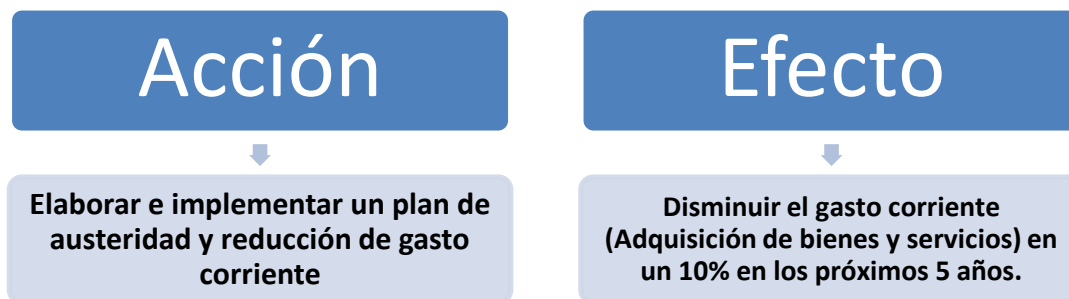 Acción
Elaborar e implementar un plan de
austeridad y reducción de gasto
corriente
Efecto
Disminuir el gasto corriente
(Adquisición de bienes y servicios) en
un 10% en los próximos 5 años.